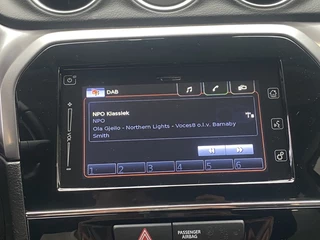 DAB
NPO Klassiek
NPO
Ola Gjeilo - Northern Lights - Voces8 o.l.v. Barnaby
Smith
1 2 3 4 5 6
PASSENGER
AIRBAG